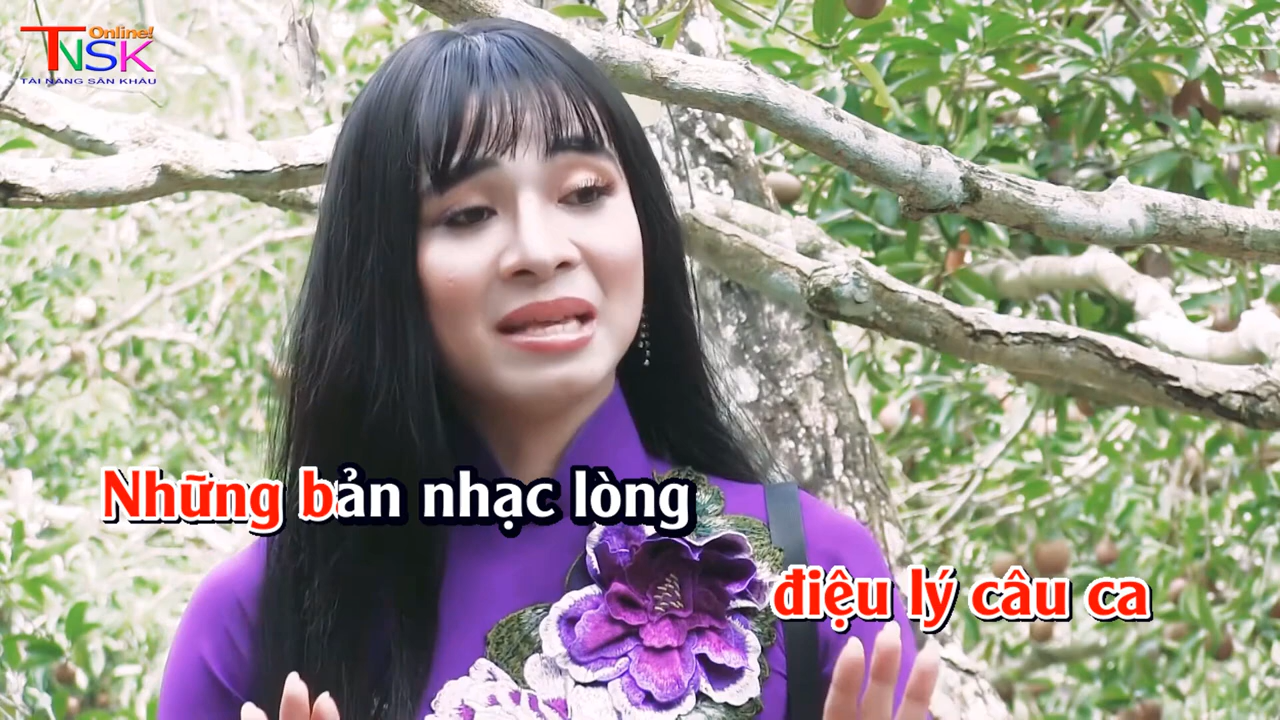 Online!
TNSK
TÀI NĂNG SÂN KHẤU
Những bản nhạc lòng
điệu lý câu ca